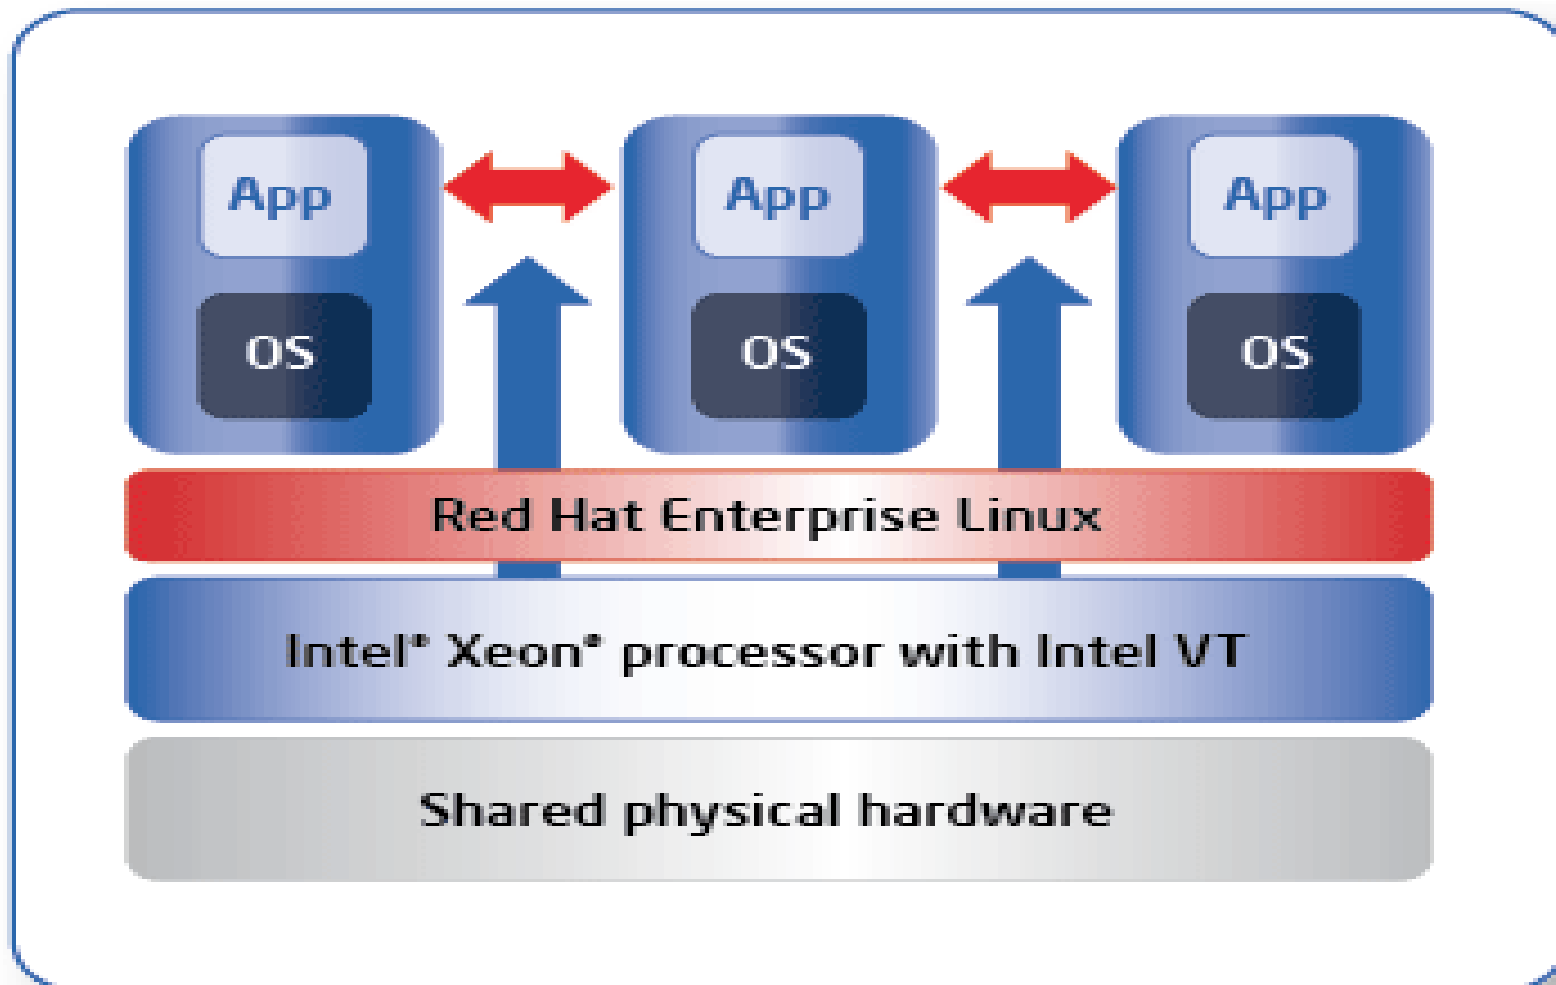 App
App
App
OS
OS
OS
Red Hat Enterprise Linux
Intel® Xeon® processor with Intel VT
Shared physical hardware